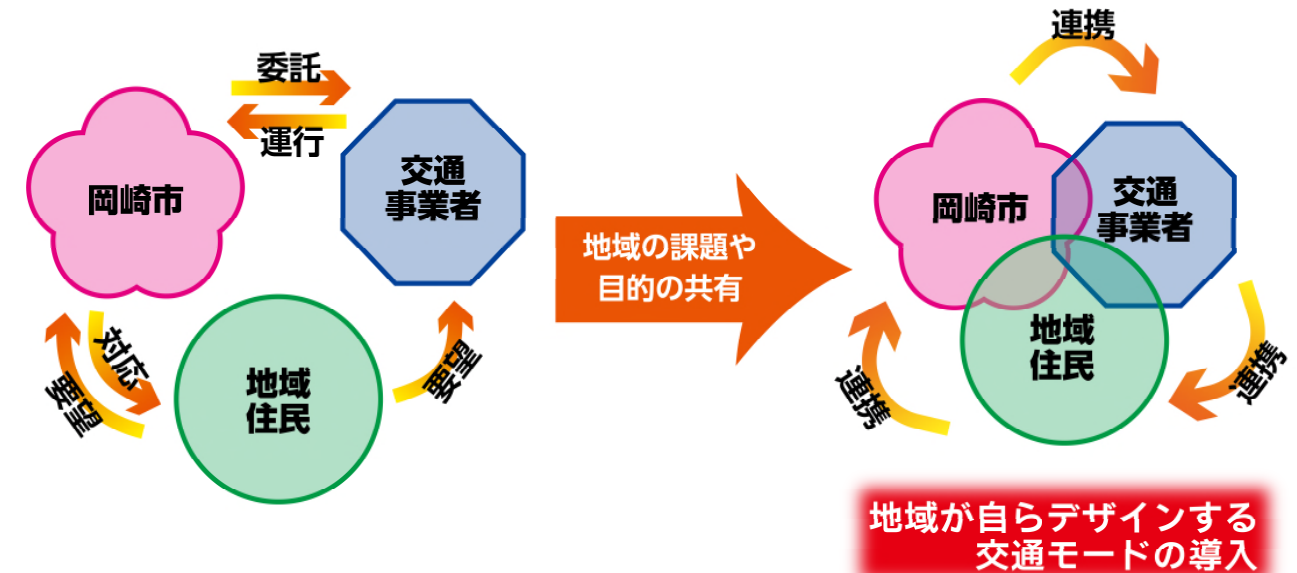 委託
運行
岡崎市
交通
事業者
対応
要望
地域
住民
要望
地域の課題や
目的の共有
連携
岡崎市
交通
事業者
地域
住民
連携
連携
地域が自らデザインする
交通モードの導入